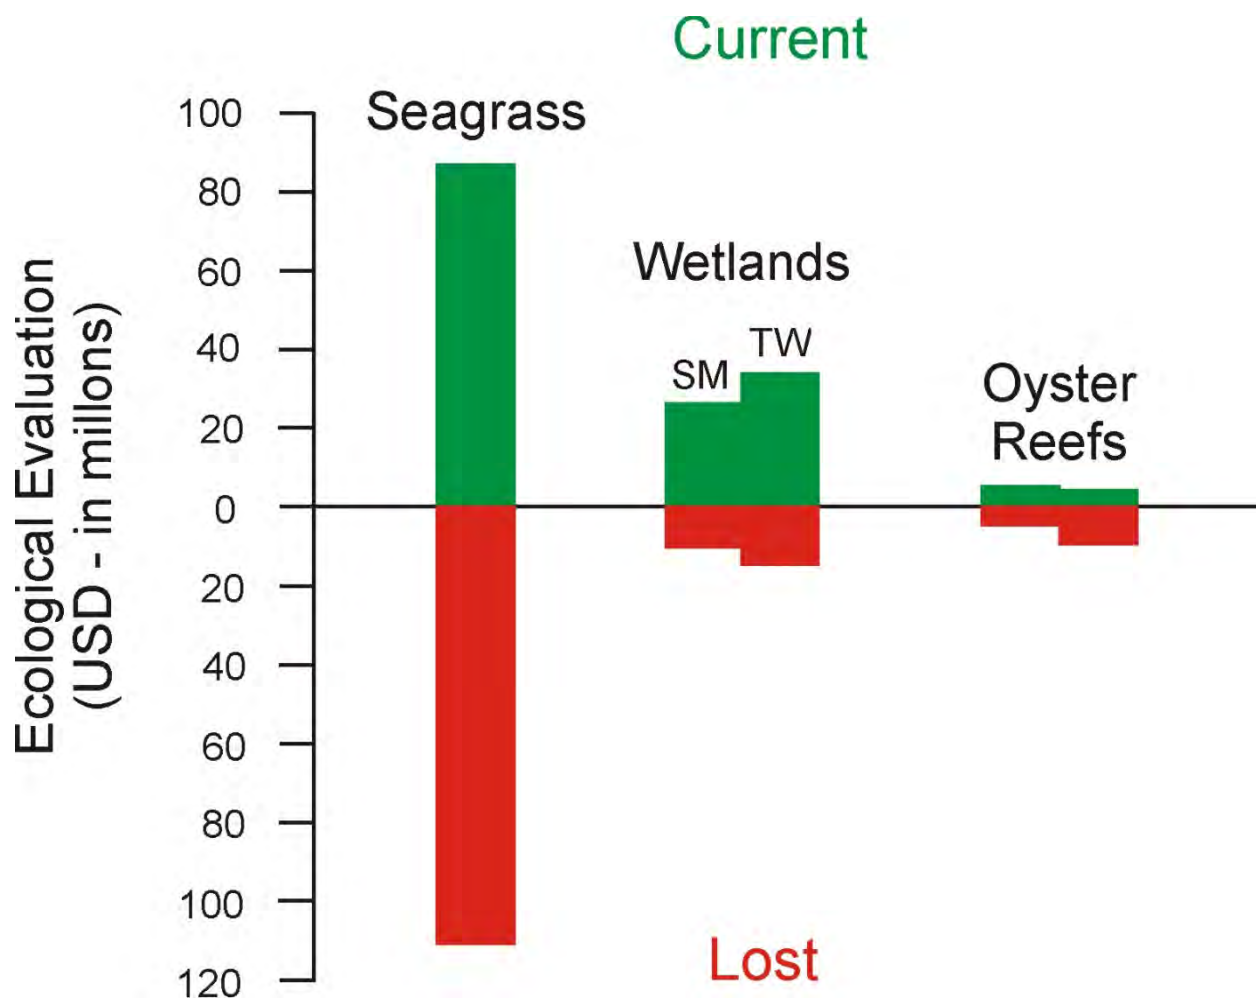 Current
Seagrass
Wetlands
SM
TW
Oyster
Reefs
100
80
60
40
20
0
20
40
60
80
100
120
Ecological Evaluation
(USD - in millons)
Lost